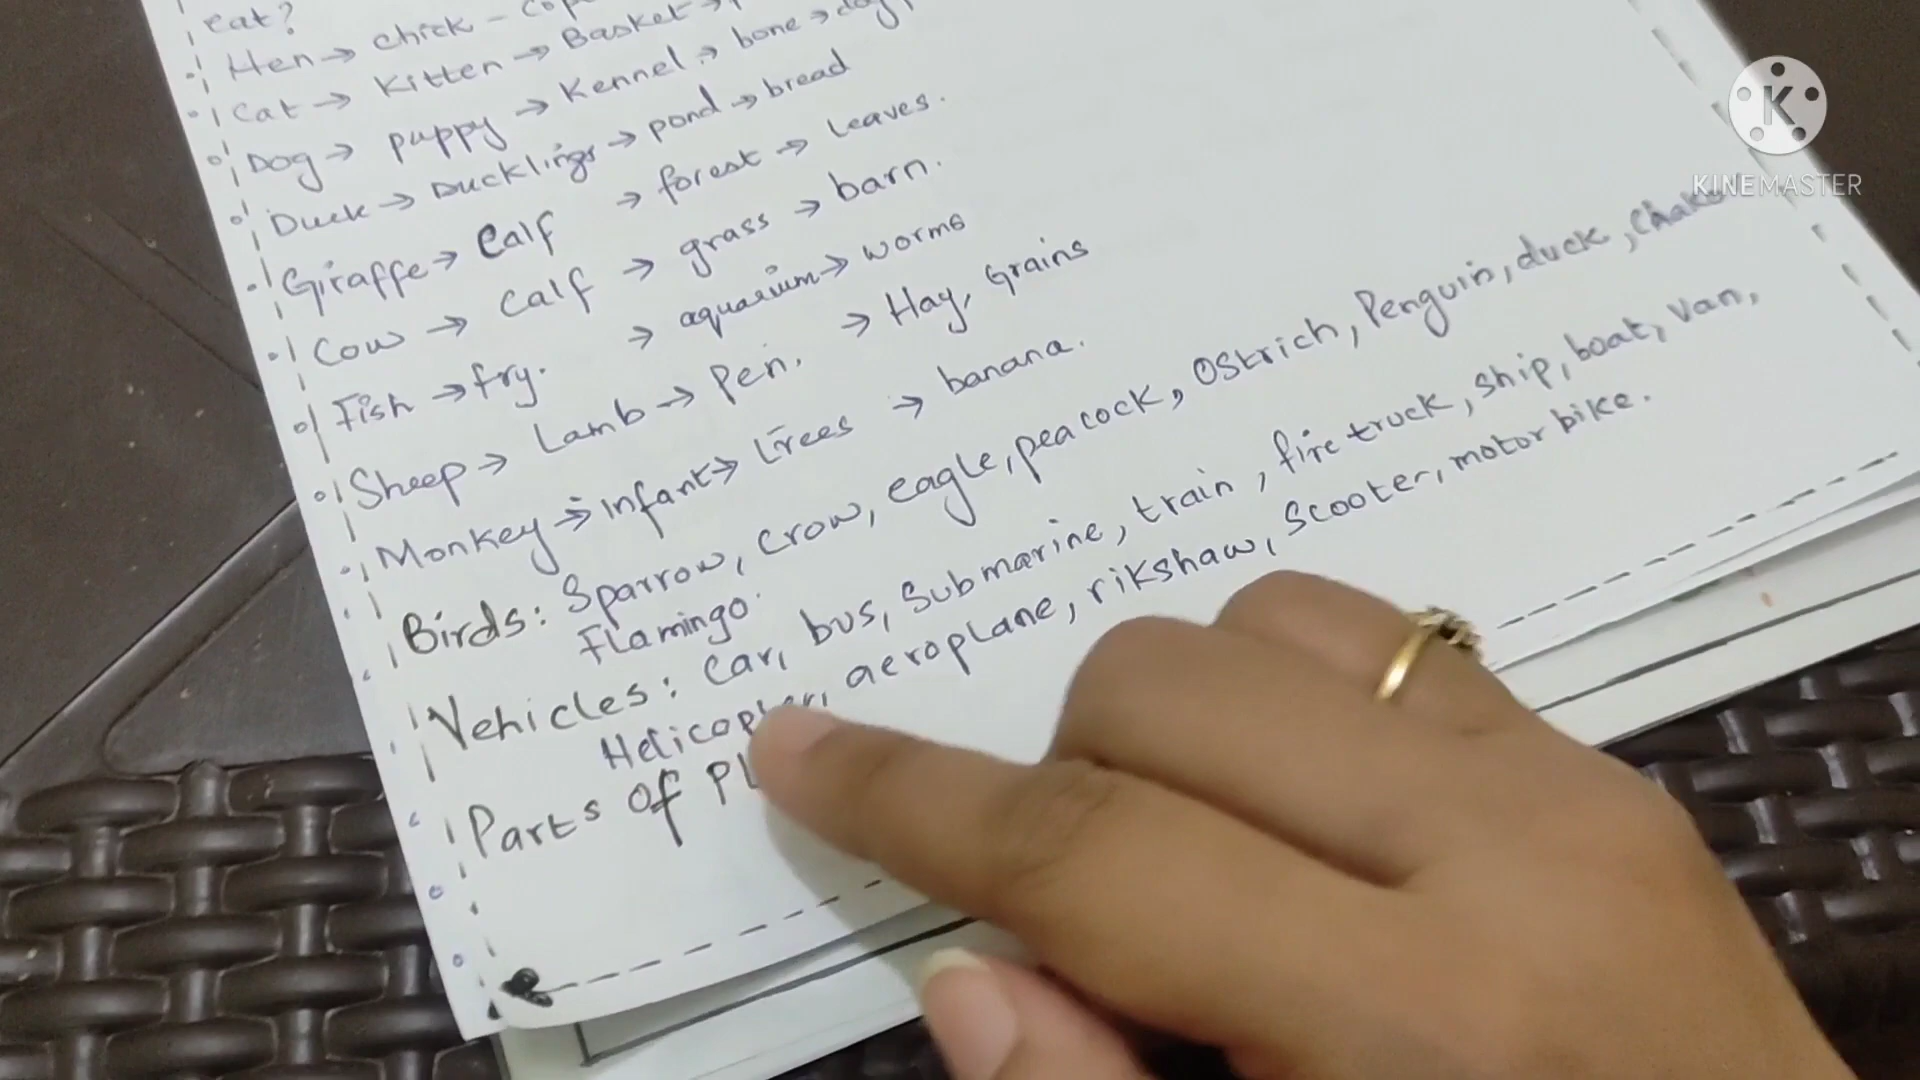 eat?
Hen → chick -
Cat → Kitten → Basket →
Dog → puppy → Kennel → bone →
Duck → Ducklings → pond → bread
Giraffe → Calf → forest → leaves.
Cow → Calf → grass → barn.
Fish → fry. → aquarium → worms
Sheep → Lamb → Pen. → Hay, Grains
Monkey → infant → trees → banana.
Birds: Sparrow, Crow, eagle, peacock, Ostrich, Penguin, duck,
Flamingo.
Vehicles: Car, bus, Submarine, train, fire truck, Ship, boat, van,
Helicopter, aeroplane, rikshaw, Scooter, motor bike.
Parts of Pl
K
KINEMASTER